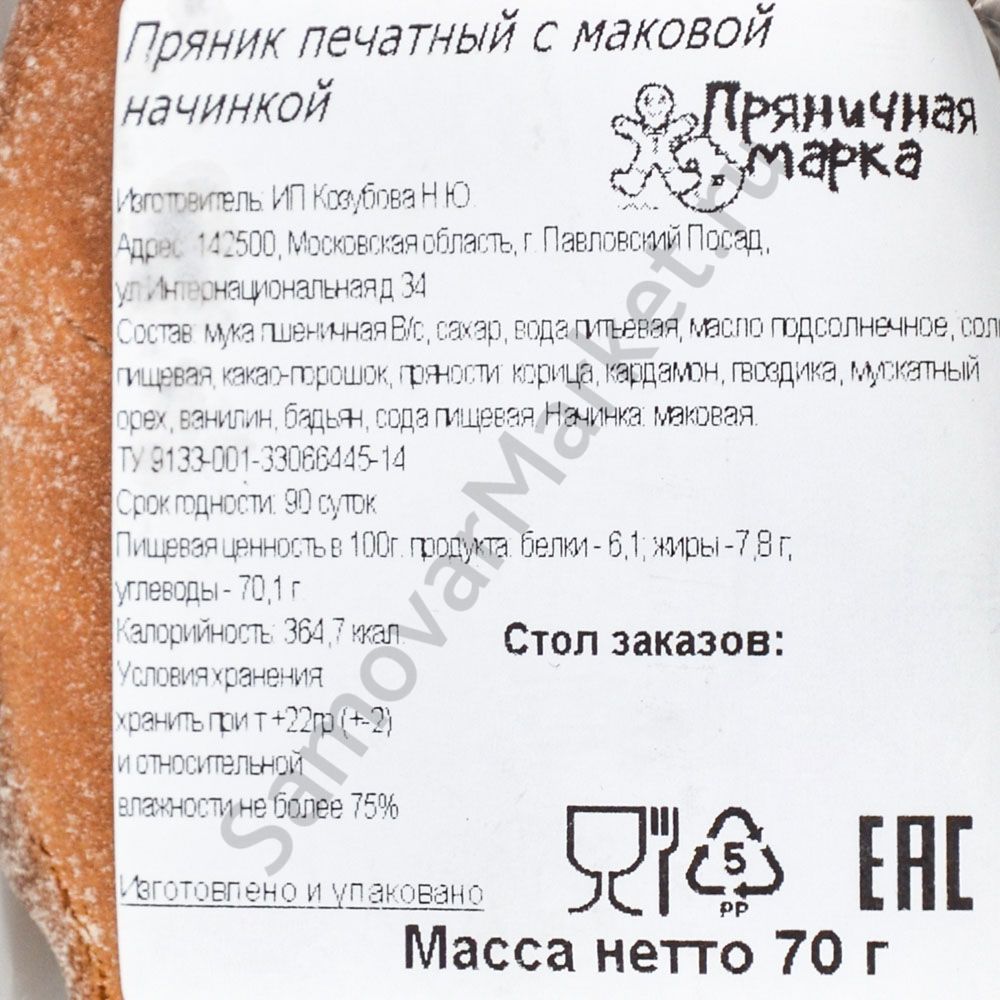 Пряник печатный с маковой
начинкой
Пряничная
марка
Изготовитель: ИП Козубова Н.Ю.
Адрес: 142500, Московская область, г. Павловский Посад,
ул.Интернациональная д 34
Состав: мука пшеничная В/с, сахар, вода питьевая, масло подсолнечное, соль
пищевая, какао-порошок, пряности: корица, кардамон, гвоздика, мускатный
орех, ванилин, бадьян, сода пищевая. Начинка: маковая.
ТУ 9133-001-33066445-14
Срок годности: 90 суток
Пищевая ценность в 100г. продукта: белки - 6,1; жиры -7,8 г,
углеводы - 70,1 г.
Калорийность: 364,7 ккал.
Стол заказов:
Условия хранения
хранить при т +22гр (+-2)
и относительной
влажности не более 75%
Изготовлено и упаковано
5
PP
EAC
Масса нетто 70 г
SamovarMarket.ru